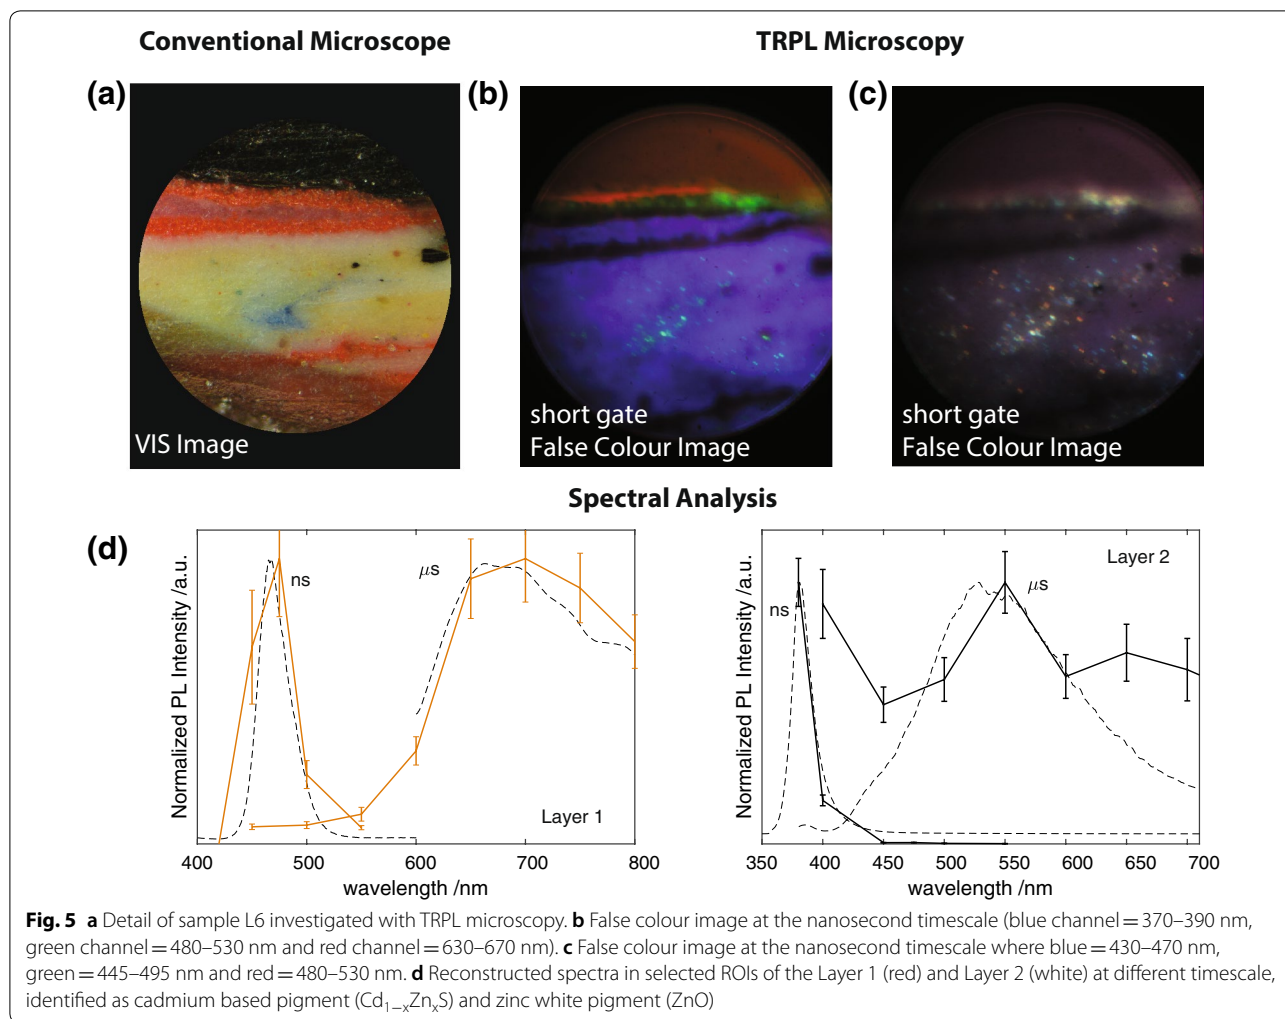 Conventional Microscope
TRPL Microscopy
(a)
(b)
(c)
VIS Image
short gate
False Colour Image
short gate
False Colour Image
Spectral Analysis
(d)
Normalized PL Intensity /a.u.
ns
μs
Layer 1
400 500 600 700 800
wavelength /nm
Normalized PL Intensity /a.u.
ns
μs
Layer 2
350 400 450 500 550 600 650 700
wavelength /nm
Fig. 5 a Detail of sample L6 investigated with TRPL microscopy. b False colour image at the nanosecond timescale (blue channel = 370–390 nm,
green channel = 480–530 nm and red channel = 630–670 nm). c False colour image at the nanosecond timescale where blue = 430–470 nm,
green = 445–495 nm and red = 480–530 nm. d Reconstructed spectra in selected ROIs of the Layer 1 (red) and Layer 2 (white) at different timescale,
identified as cadmium based pigment (Cd₁₋ₓZnₓS) and zinc white pigment (ZnO)